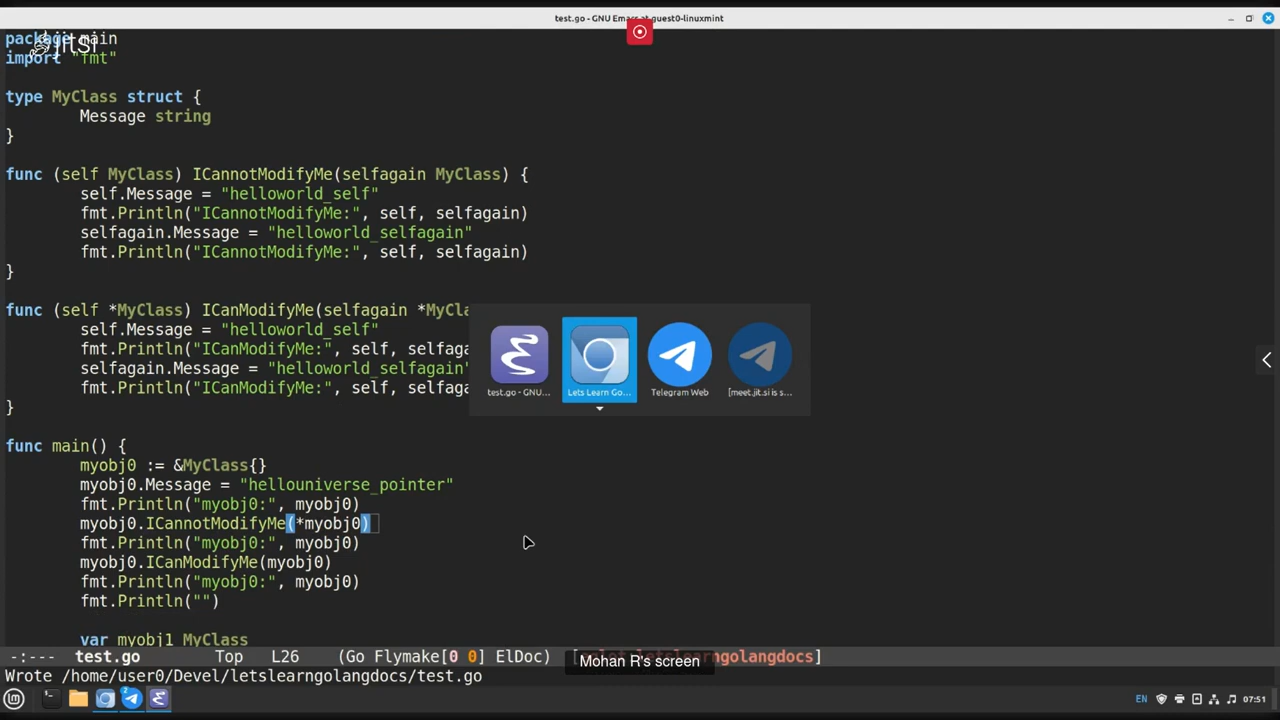 test.go - GNU Emacs at guest0-linuxmint
jitsi
package main
import "fmt"
type MyClass struct {
Message string
}
func (self MyClass) ICannotModifyMe(selfagain MyClass) {
self.Message = "helloworld_self"
fmt.Println("ICannotModifyMe:", self, selfagain)
selfagain.Message = "helloworld_selfagain"
fmt.Println("ICannotModifyMe:", self, selfagain)
}
func (self *MyClass) ICanModifyMe(selfagain *MyCla
self.Message = "helloworld_self"
fmt.Println("ICanModifyMe:", self, selfaga
selfagain.Message = "helloworld_selfagain"
fmt.Println("ICanModifyMe:", self, selfaga
}
test.go - GNU...
Lets Learn Go...
Telegram Web
[meet.jit.si is s...
func main() {
myobj0 := &MyClass{}
myobj0.Message = "hellouniverse_pointer"
fmt.Println("myobj0:", myobj0)
myobj0.ICannotModifyMe(*myobj0)
fmt.Println("myobj0:", myobj0)
myobj0.ICanModifyMe(myobj0)
fmt.Println("myobj0:", myobj0)
fmt.Println("")
var myobj1 MyClass
-:--- test.go Top L26 (Go Flymake[0 0] ElDoc) letslearngolangdocs]
Mohan R's screen
Wrote /home/user0/Devel/letslearngolangdocs/test.go
EN 07:51